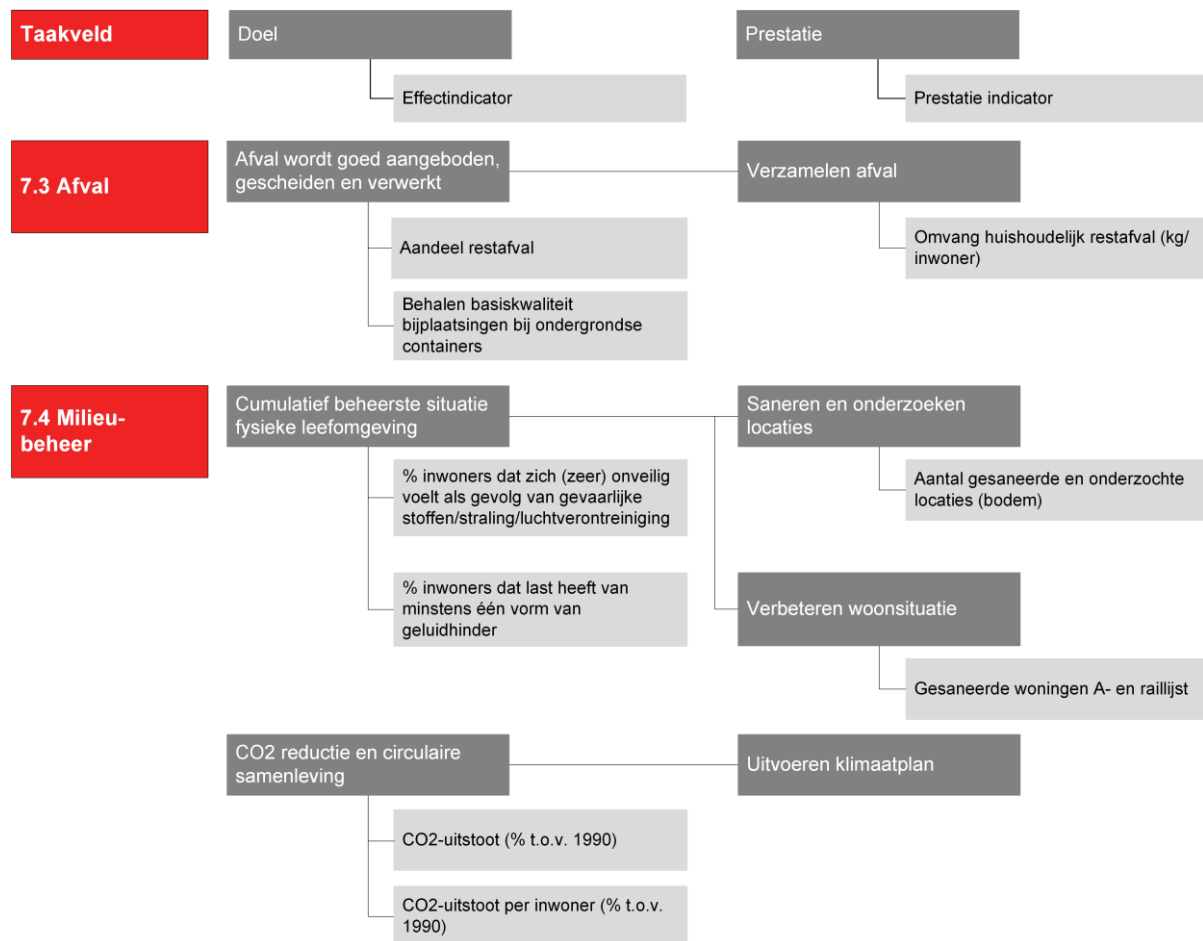 Taakveld
Doel
Prestatie
Effectindicator
Prestatie indicator
7.3 Afval
Afval wordt goed aangeboden,
gescheiden en verwerkt
Verzamelen afval
Aandeel restafval
Omvang huishoudelijk restafval (kg/
inwoner)
Behalen basiskwaliteit
bijplaatsingen bij ondergrondse
containers
7.4 Milieu-
beheer
Cumulatief beheerste situatie
fysieke leefomgeving
Saneren en onderzoeken
locaties
% inwoners dat zich (zeer) onveilig
voelt als gevolg van gevaarlijke
stoffen/straling/luchtverontreiniging
Aantal gesaneerde en onderzochte
locaties (bodem)
% inwoners dat last heeft van
minstens één vorm van
geluidhinder
Verbeteren woonsituatie
Gesaneerde woningen A- en raillijst
CO2 reductie en circulaire
samenleving
Uitvoeren klimaatplan
CO2-uitstoot (% t.o.v. 1990)
CO2-uitstoot per inwoner (% t.o.v.
1990)